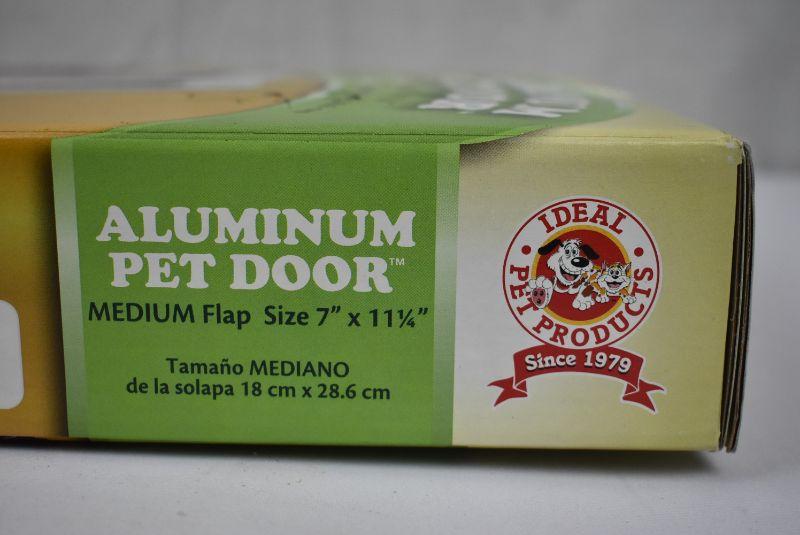 ALUMINUM
PET DOOR™
MEDIUM Flap Size 7" x 11¼"
Tamaño MEDIANO
de la solapa 18 cm x 28.6 cm
IDEAL
PET PRODUCTS
Since 1979